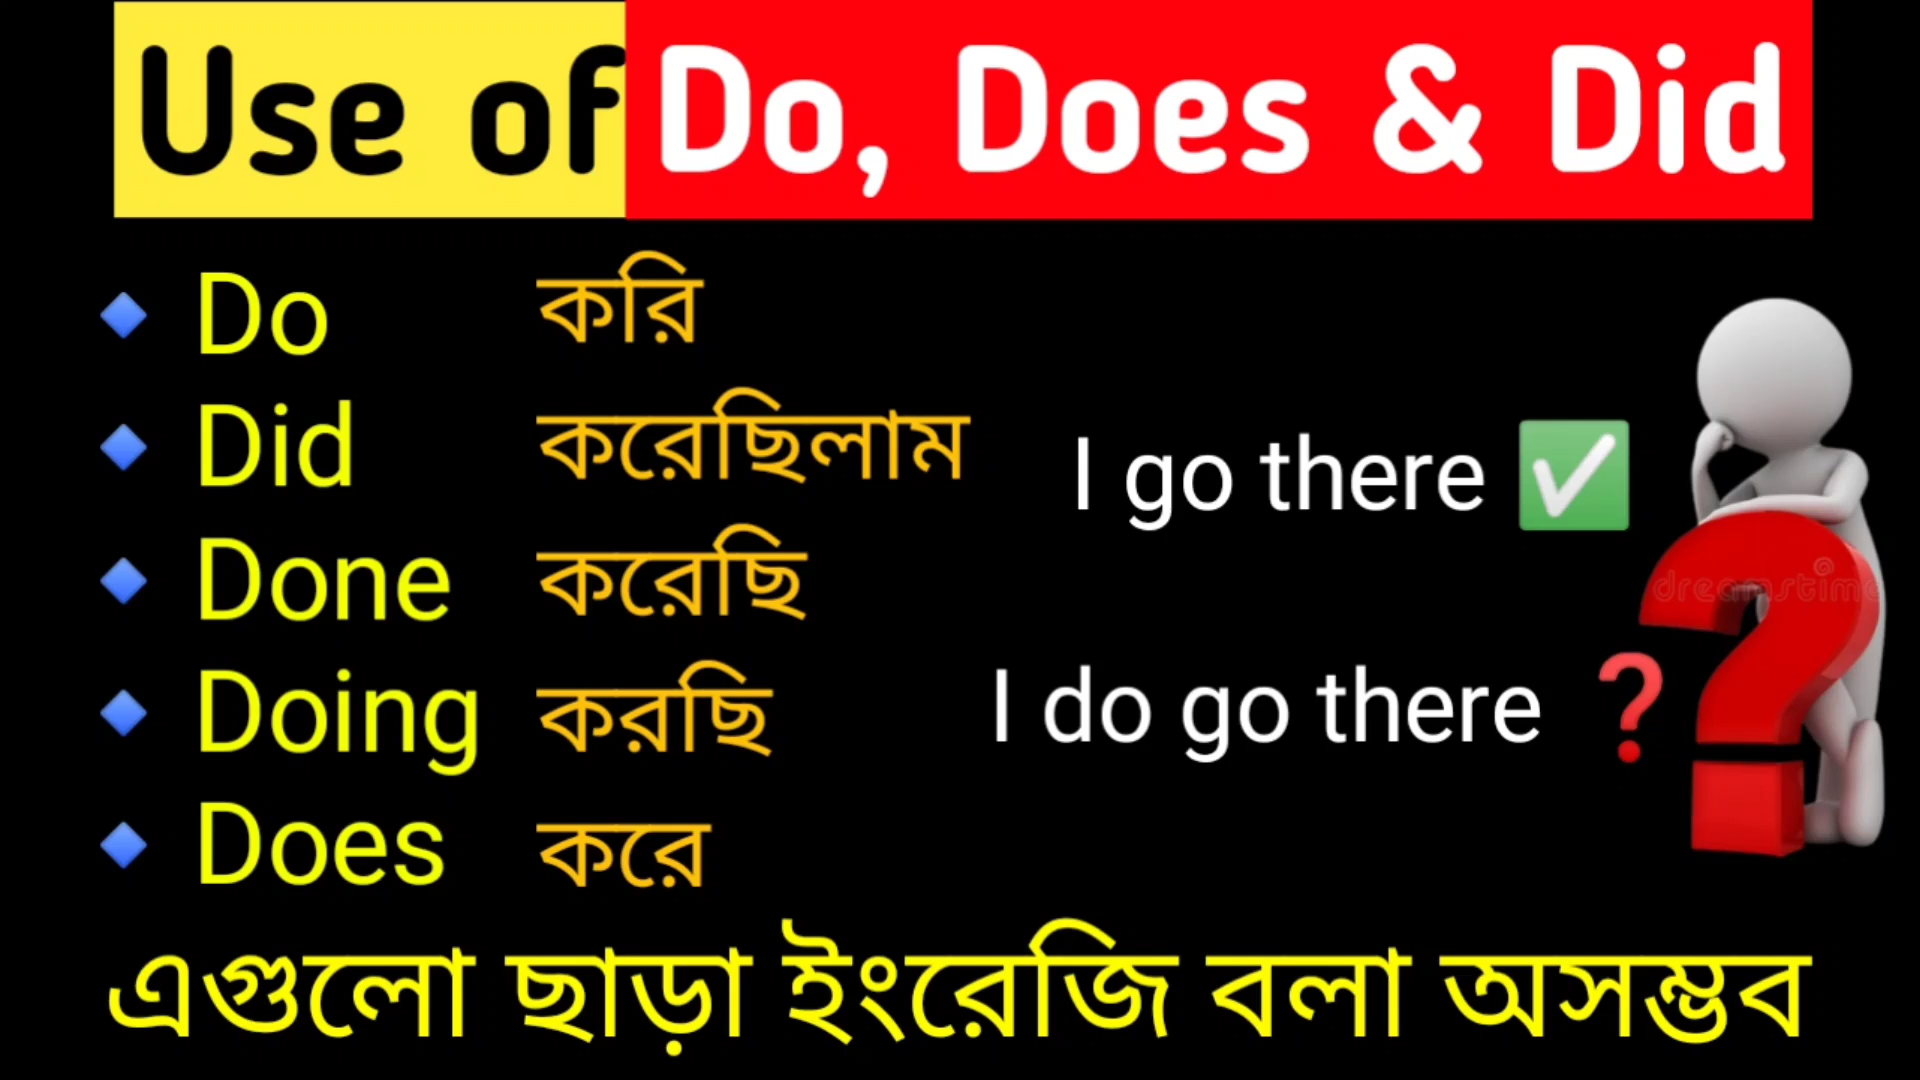 Use of Do, Does & Did
Do করি
Did করেছিলাম
I go there ✅
Done করেছি
dreamstime
Doing করছি
I do go there ❓
Does করে
এগুলো ছাড়া ইংরেজি বলা অসম্ভব